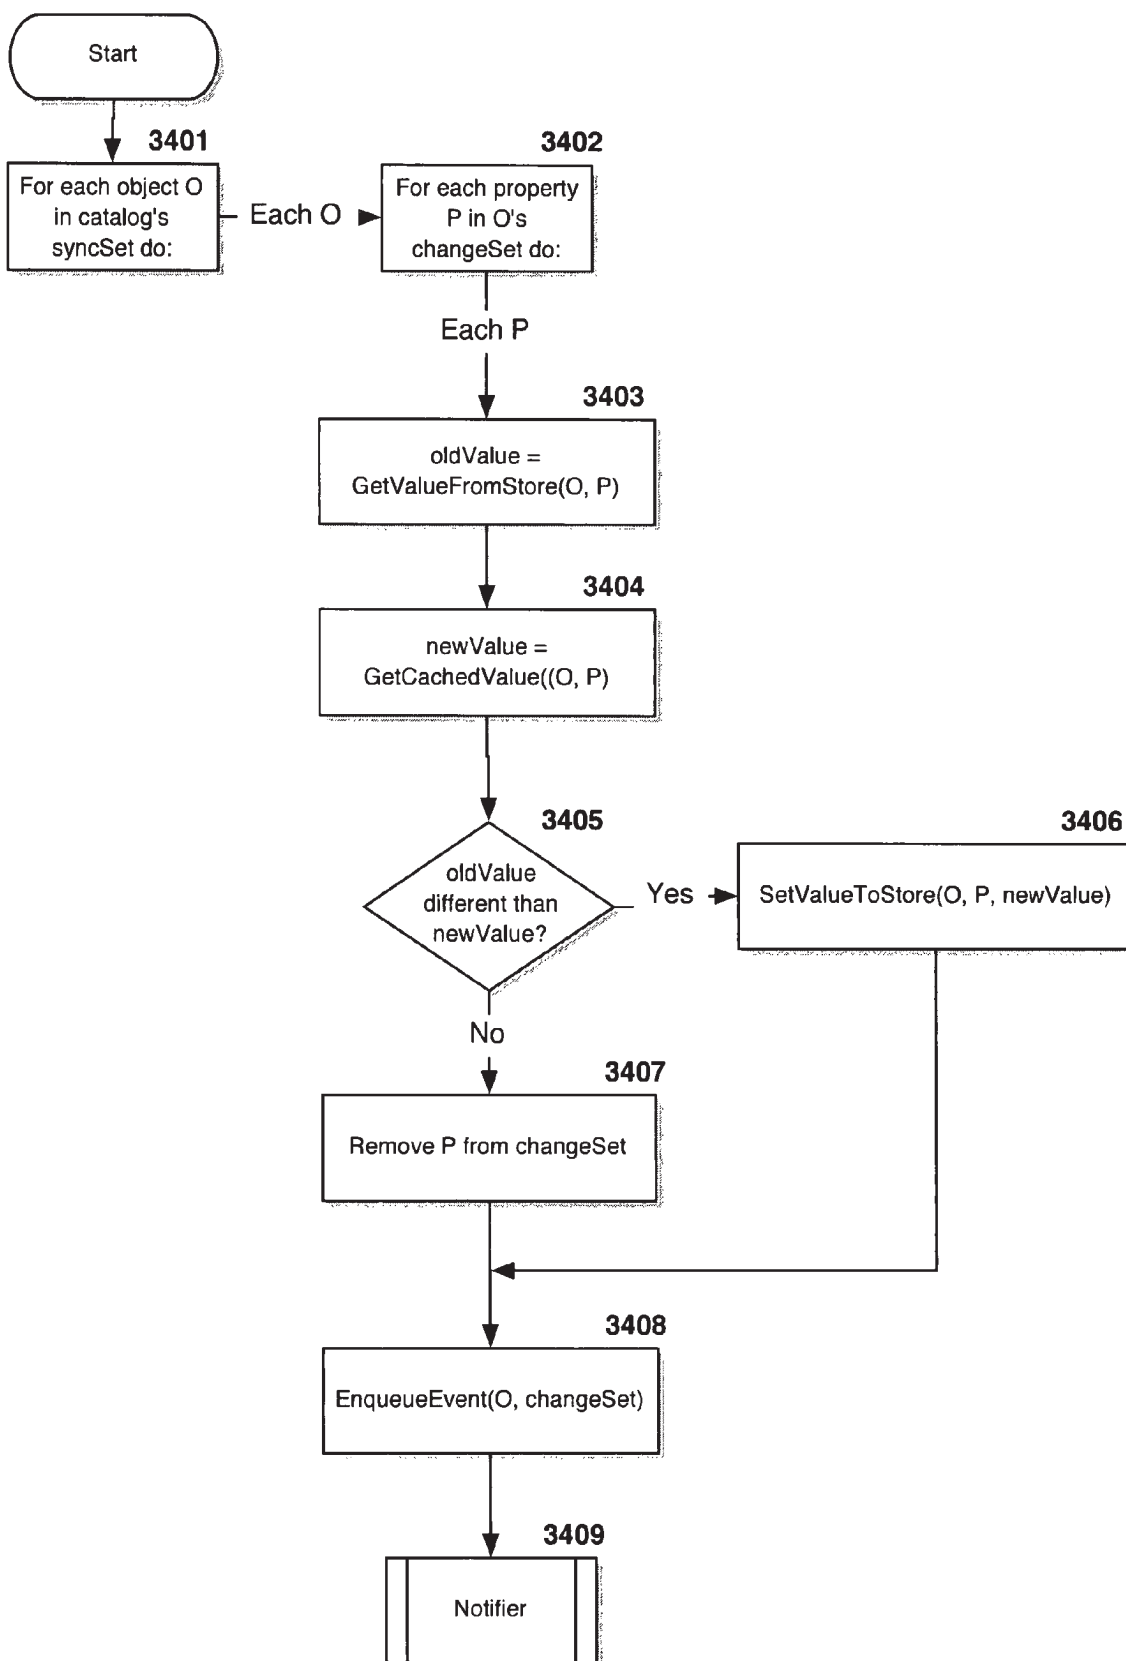 Start
3401
For each object O
in catalog's
syncSet do:
Each O
3402
For each property
P in O's
changeSet do:
Each P
3403
oldValue =
GetValueFromStore(O, P)
3404
newValue =
GetCachedValue((O, P)
3405
oldValue
different than
newValue?
Yes
3406
SetValueToStore(O, P, newValue)
No
3407
Remove P from changeSet
3408
EnqueueEvent(O, changeSet)
3409
Notifier